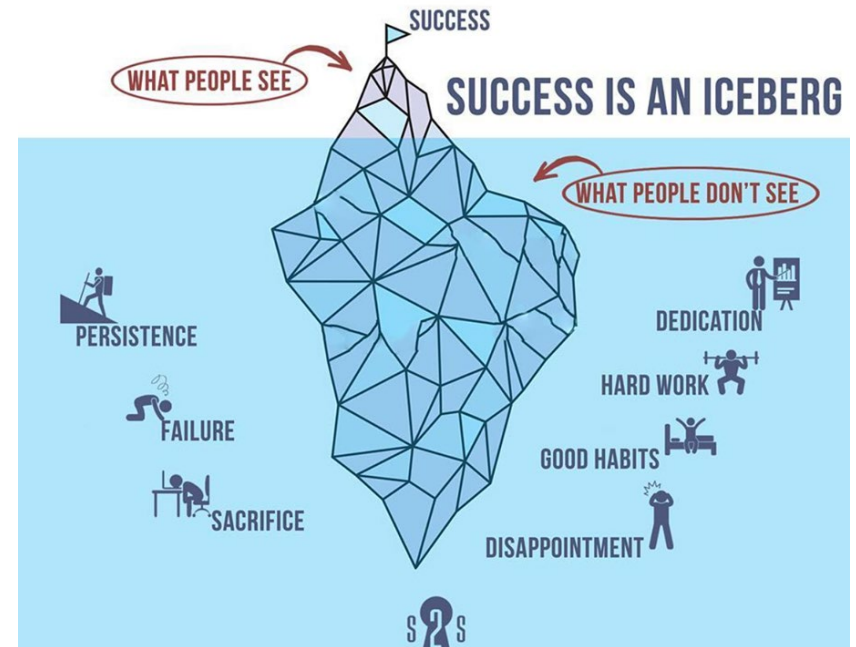 SUCCESS
WHAT PEOPLE SEE
SUCCESS IS AN ICEBERG
WHAT PEOPLE DON'T SEE
PERSISTENCE
FAILURE
SACRIFICE
DEDICATION
HARD WORK
GOOD HABITS
DISAPPOINTMENT
S 2 S